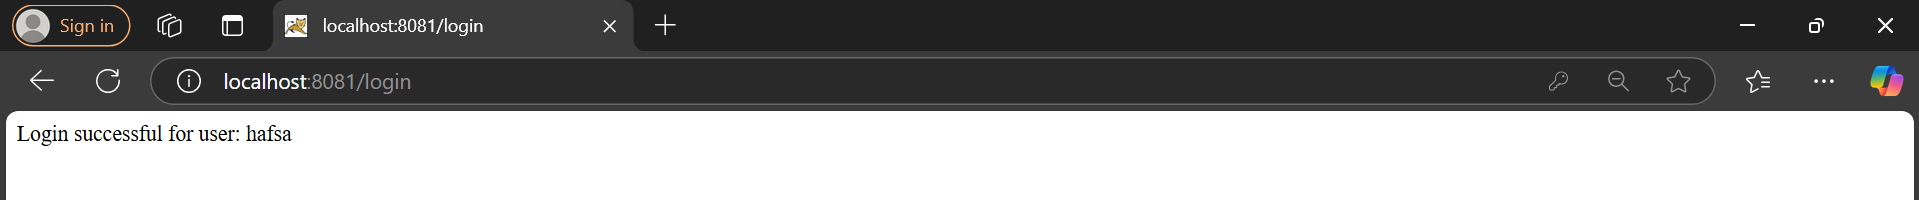 Sign in
localhost:8081/login
localhost:8081/login
Login successful for user: hafsa